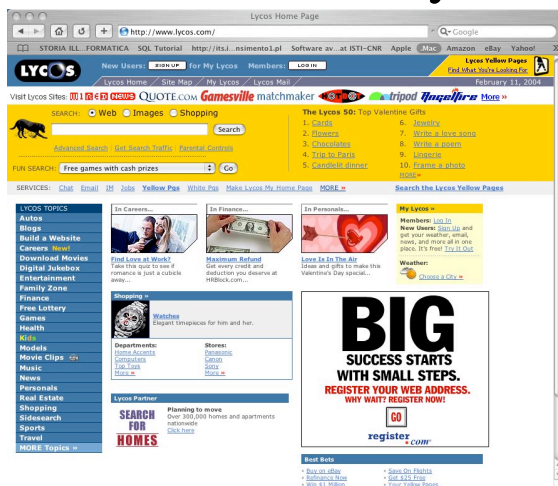 Lycos Home Page
http://www.lycos.com/
Google
STORIA ILL...FORMATICA SQL Tutorial http://its.i...nsimento1.pl Software av...at ISTI-CNR Apple .Mac Amazon eBay Yahoo!
LYCOS
New Users: SIGN UP for My Lycos Members: LOG IN
Lycos Yellow Pages
Find What You're Looking For
Lycos Home / Site Map / My Lycos / Lycos Mail /
February 11, 2004
Visit Lycos Sites: WIRED NEWS QUOTE.COM Gamesville matchmaker HOTBOT tripod Angelfire More »
SEARCH: Web Images Shopping
Search
Advanced Search | Get Search Traffic | Parental Controls
FUN SEARCH: Free games with cash prizes Go
The Lycos 50: Top Valentine Gifts
1. Cards
2. Flowers
3. Chocolates
4. Trip to Paris
5. Candlelit dinner
6. Jewelry
7. Write a love song
8. Write a poem
9. Lingerie
10. Frame a photo
MORE»
SERVICES: Chat Email IM Jobs Yellow Pgs White Pgs Make Lycos My Home Page MORE » Search the Lycos Yellow Pages
LYCOS TOPICS
Autos
Blogs
Build a Website
Careers New!
Download Movies
Digital Jukebox
Entertainment
Family Zone
Finance
Free Lottery
Games
Health
Kids
Models
Movie Clips
Music
News
Personals
Real Estate
Shopping
Sidesearch
Sports
Travel
MORE Topics »
In Careers...
Find Love at Work?
Take this quiz to see if
romance is just a cubicle
away...
In Finance...
Maximum Refund
Get every credit and
deduction you deserve at
HRBlock.com...
In Personals...
Love Is In The Air
Ideas and gifts to make this
Valentine's Day special...
My Lycos »
Members: Log In
New Users: Sign Up and
get your weather, email,
news, and more all in one
place. It's free! Try It Out
Weather:
Choose a City »
Shopping »
Watches
Elegant timepieces for him and her.
Departments:
Home Accents
Computers
Top Toys
More »
Stores:
Panasonic
Canon
Sony
More »
Lycos Partner
SEARCH
FOR
HOMES
Planning to move
Over 300,000 homes and apartments
nationwide
Click here
BIG
SUCCESS STARTS
WITH SMALL STEPS.
REGISTER YOUR WEB ADDRESS.
WHY WAIT? REGISTER NOW!
GO
register.com
Best Bets
Buy on eBay
Refinance Now
Win $1 Million
Save On Flights
Get $25 Free
Your Yellow Pages